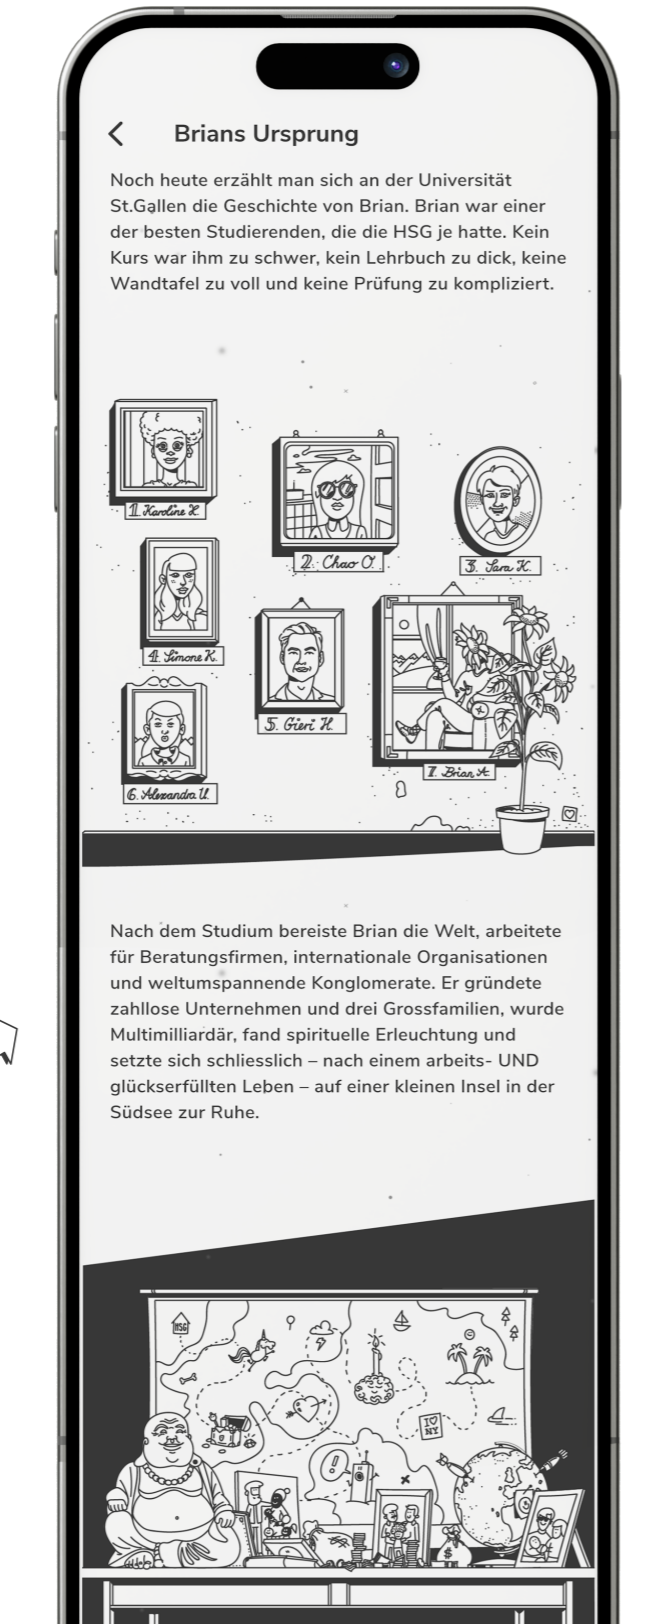 Brians Ursprung
Noch heute erzählt man sich an der Universität
St.Gallen die Geschichte von Brian. Brian war einer
der besten Studierenden, die die HSG je hatte. Kein
Kurs war ihm zu schwer, kein Lehrbuch zu dick, keine
Wandtafel zu voll und keine Prüfung zu kompliziert.
1. Karoline H.
2. Chao O.
3. Sara K.
4. Simone K.
5. Gieri H.
6. Alexandra U.
7. Brian A.
Nach dem Studium bereiste Brian die Welt, arbeitete
für Beratungsfirmen, internationale Organisationen
und weltumspannende Konglomerate. Er gründete
zahllose Unternehmen und drei Grossfamilien, wurde
Multimilliardär, fand spirituelle Erleuchtung und
setzte sich schliesslich – nach einem arbeits- UND
glückserfüllten Leben – auf einer kleinen Insel in der
Südsee zur Ruhe.
HSG
I♡
NY
!
$